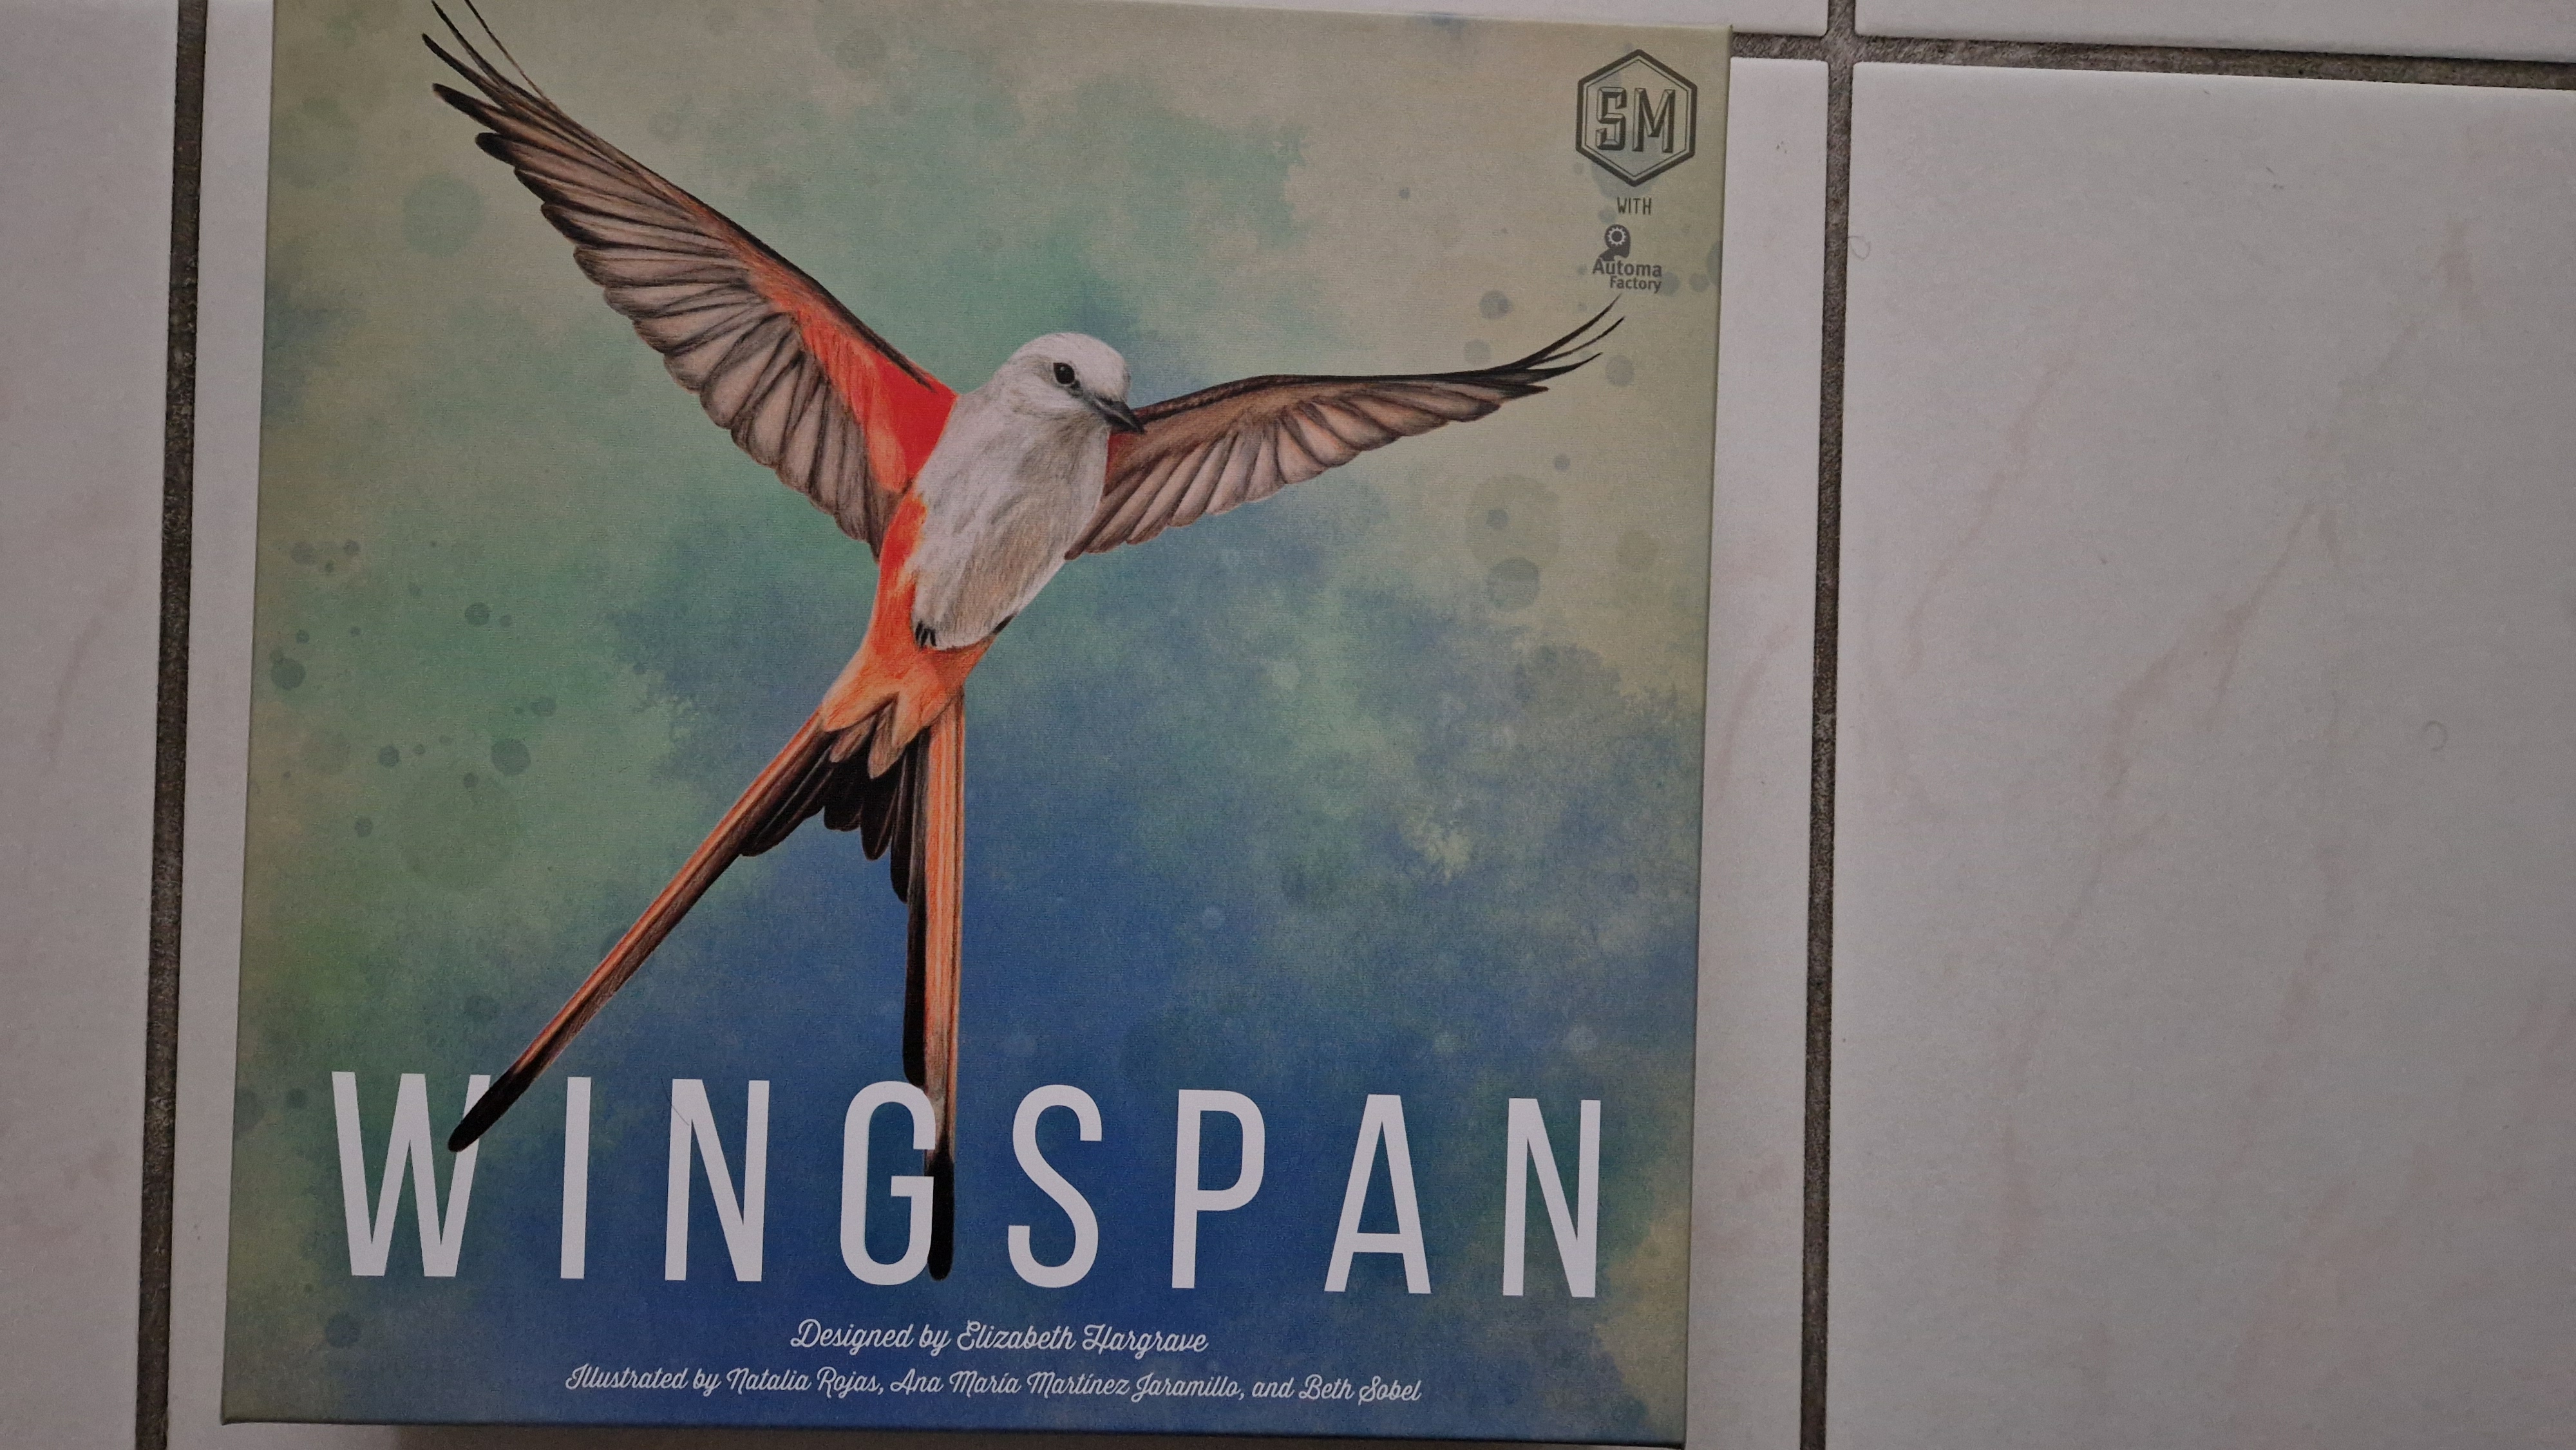 SM
WITH
Automa
Factory
WINGSPAN
Designed by Elizabeth Hargrave
Illustrated by Natalia Rojas, Ana María Martínez Jaramillo, and Beth Sobel